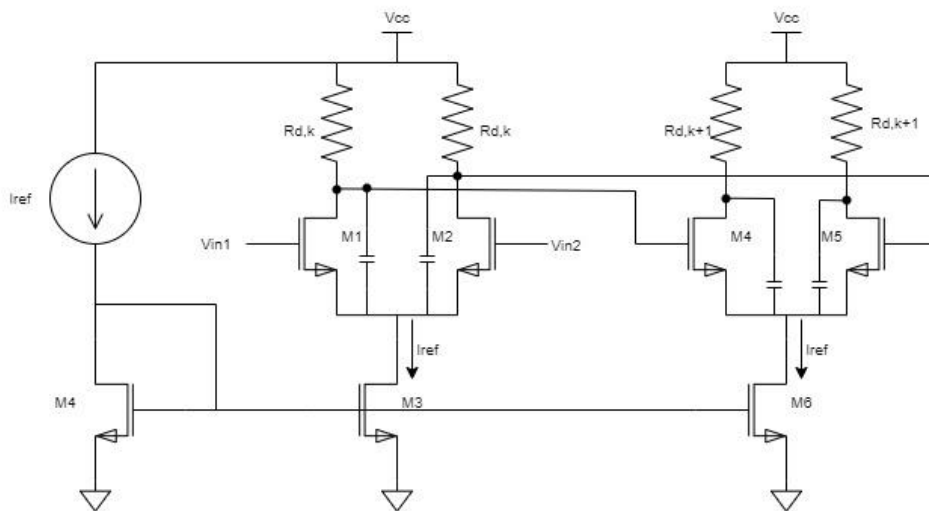 Vcc
Vcc
Rd,k
Rd,k
Rd,k+1
Rd,k+1
Iref
Vin1
M1
M2
Vin2
M4
M5
Iref
Iref
M4
M3
M6